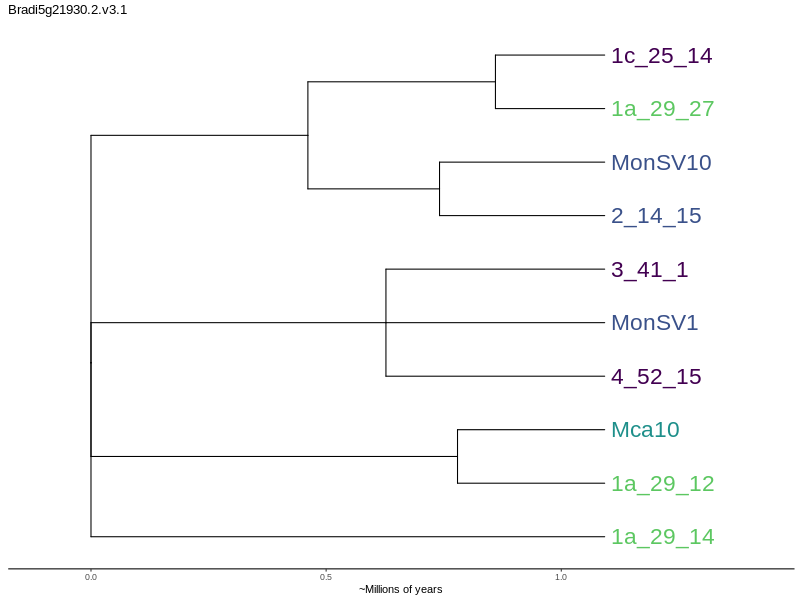 Bradi5g21930.2.v3.1
1c_25_14
1a_29_27
MonSV10
2_14_15
3_41_1
MonSV1
4_52_15
Mca10
1a_29_12
1a_29_14
0.0 0.5 1.0
~Millions of years